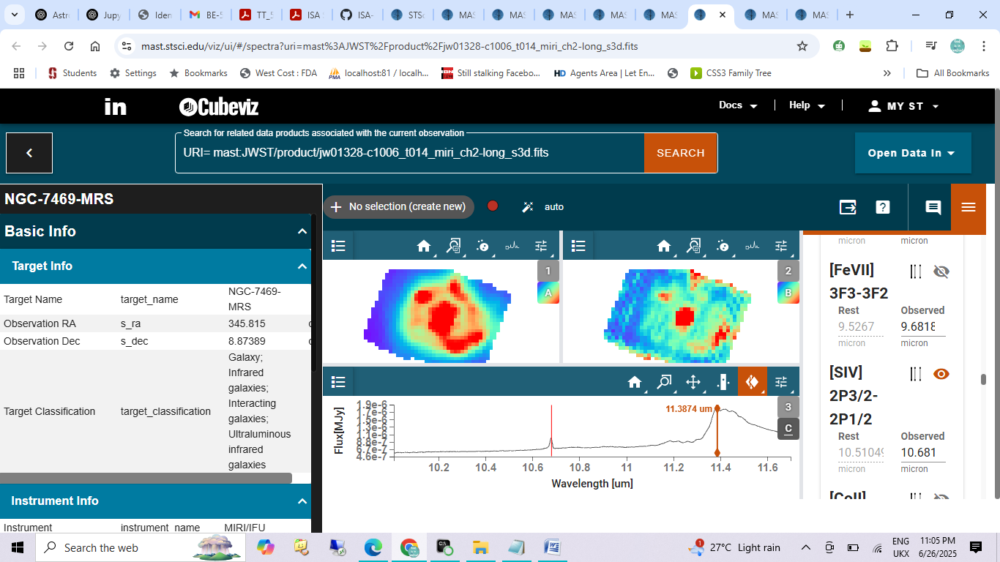 Astro
Jupy
Iden
BE-5
TT_5
ISA
ISA-
STSc
MAS
MAS
MAS
MAS
MAS
MAS
MAS
mast.stsci.edu/viz/ui/#/spectra?uri=mast%3AJWST%2Fproduct%2Fjw01328-c1006_t014_miri_ch2-long_s3d.fits
Students
Settings
Bookmarks
West Cost : FDA
localhost:81 / localh...
Still stalking Facebo...
HD Agents Area | Let En...
CSS3 Family Tree
»
All Bookmarks
in
Cubeviz
Docs
Help
MY ST
Search for related data products associated with the current observation
URI= mast:JWST/product/jw01328-c1006_t014_miri_ch2-long_s3d.fits
SEARCH
Open Data In
NGC-7469-MRS
Basic Info
Target Info
Target Name target_name NGC-7469-
MRS
Observation RA s_ra 345.815
Observation Dec s_dec 8.87389
Target Classification target_classification Galaxy;
Infrared
galaxies;
Interacting
galaxies;
Ultraluminous
infrared
galaxies
Instrument Info
Instrument instrument_name MIRI/IFU
+ No selection (create new)
auto
1
A
2
B
3
C
11.3874 um
Flux[MJy]
1.9e-6
1.7e-6
1.5e-6
1.3e-6
1.1e-6
8.8e-7
6.7e-7
4.6e-7
10.2 10.4 10.6 10.8 11 11.2 11.4 11.6
Wavelength [um]
micron micron
[FeVII]
3F3-3F2
Rest Observed
9.5267 9.6818
micron micron
[SIV]
2P3/2-
2P1/2
Rest Observed
10.51049 10.681
micron micron
[CoII]
Search the web
27°C Light rain
ENG
UKX
11:05 PM
6/26/2025